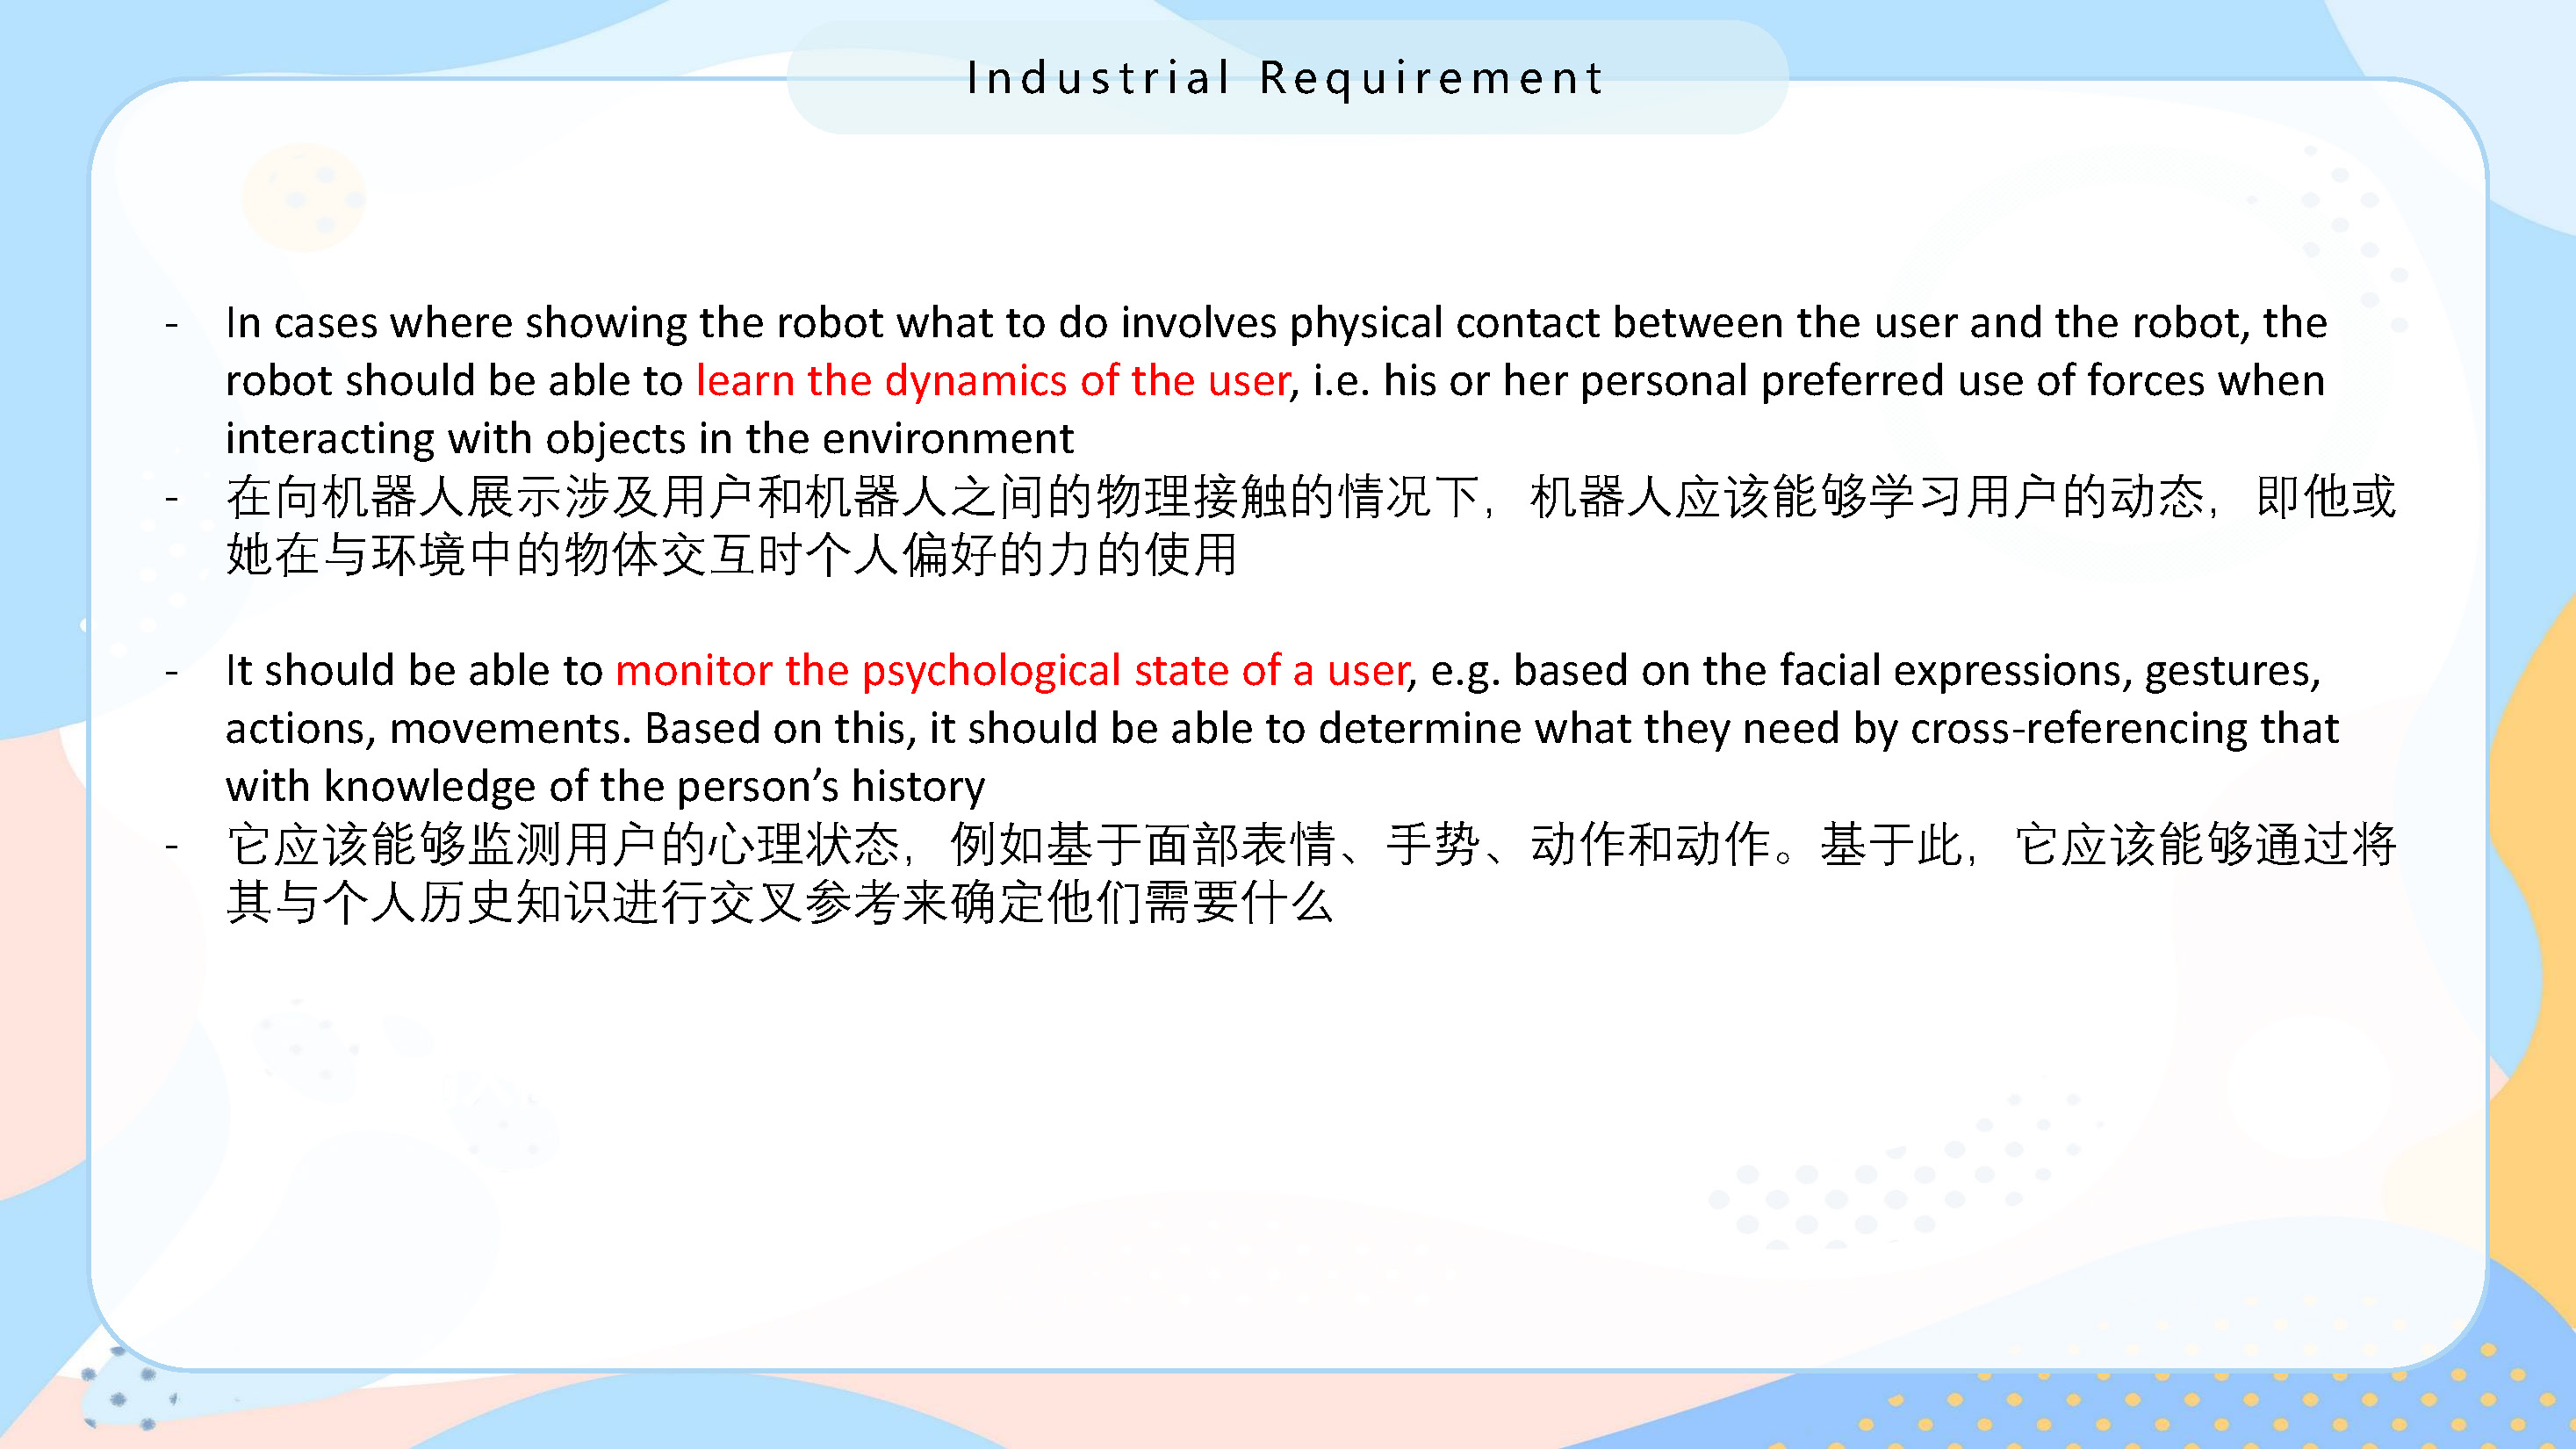 Industrial Requirement
- In cases where showing the robot what to do involves physical contact between the user and the robot, the
robot should be able to learn the dynamics of the user, i.e. his or her personal preferred use of forces when
interacting with objects in the environment
- 在向机器人展示涉及用户和机器人之间的物理接触的情况下，机器人应该能够学习用户的动态，即他或
她在与环境中的物体交互时个人偏好的力的使用
- It should be able to monitor the psychological state of a user, e.g. based on the facial expressions, gestures,
actions, movements. Based on this, it should be able to determine what they need by cross-referencing that
with knowledge of the person’s history
- 它应该能够监测用户的心理状态，例如基于面部表情、手势、动作和动作。基于此，它应该能够通过将
其与个人历史知识进行交叉参考来确定他们需要什么